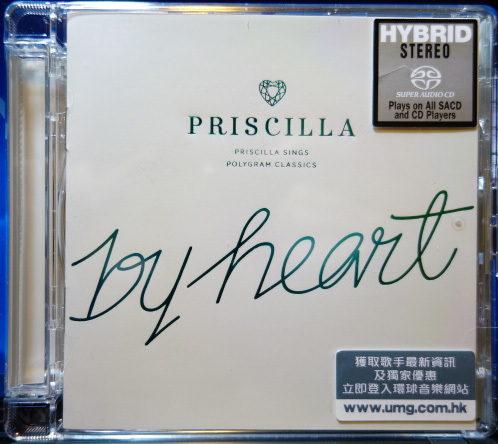 HYBRID
STEREO
SUPER AUDIO CD
Plays on All SACD
and CD Players
PRISCILLA
PRISCILLA SINGS
POLYGRAM CLASSICS
by heart
獲取歌手最新資訊
及獨家優惠
立即登入環球音樂網站
www.umg.com.hk